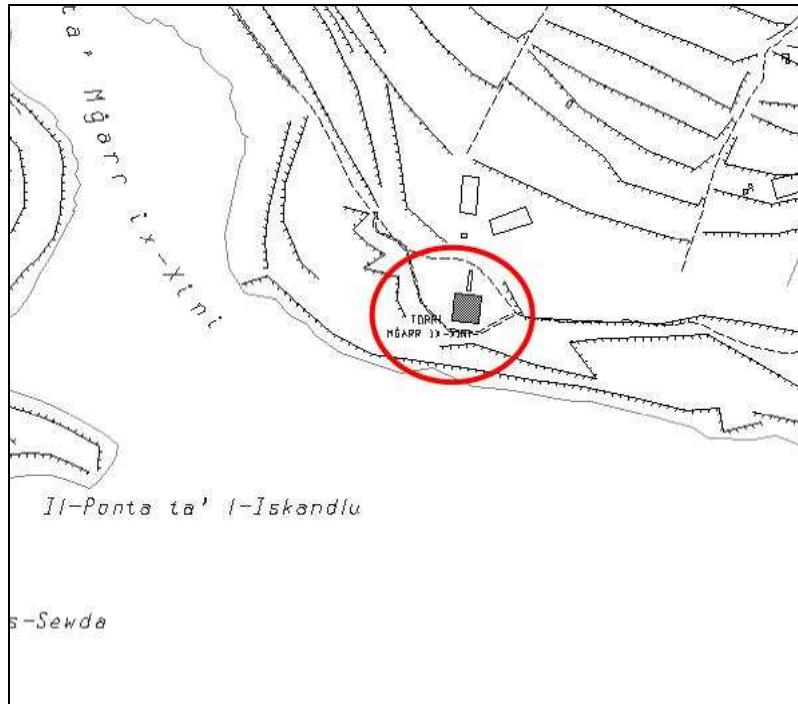 ta' Mġarr ix-Xini
TORRI
MĠARR IX-XINI
Il-Ponta ta' l-Iskandlu
s-Sewda